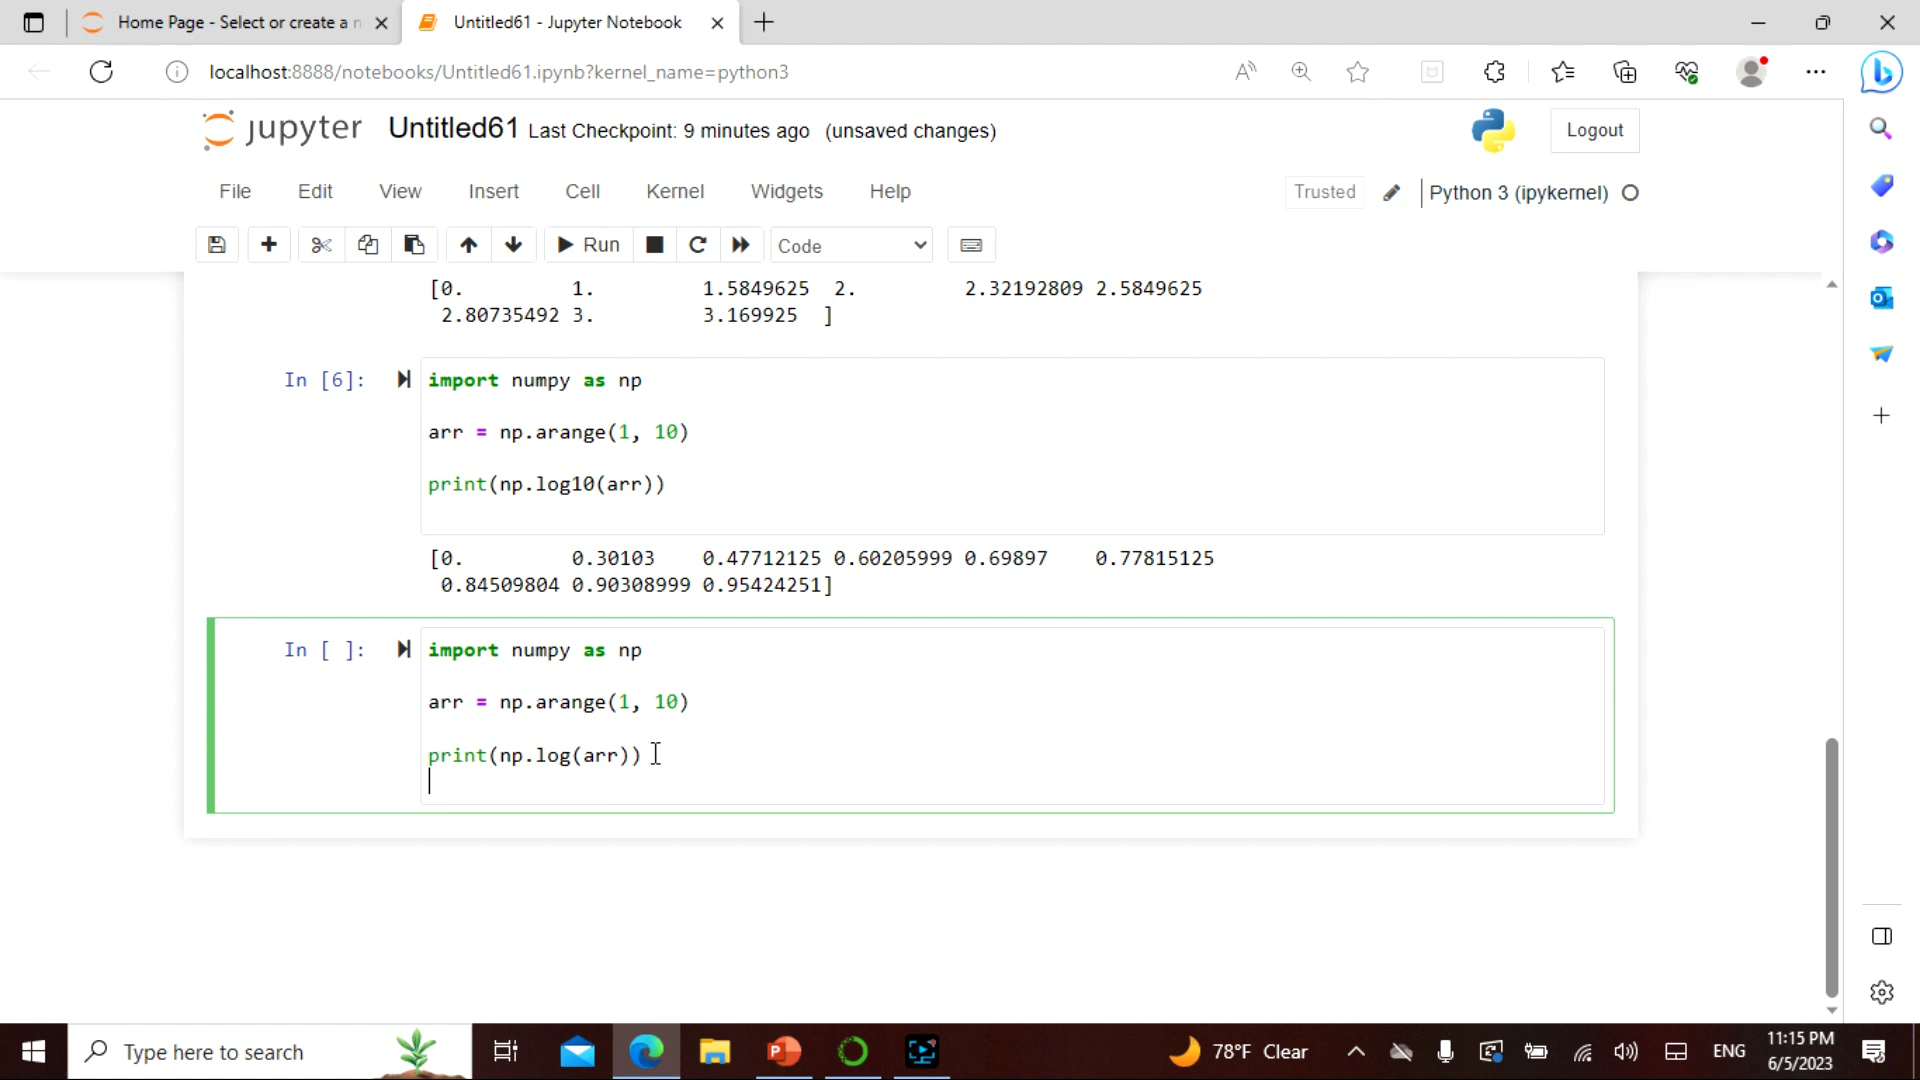 Home Page - Select or create a n
Untitled61 - Jupyter Notebook
localhost:8888/notebooks/Untitled61.ipynb?kernel_name=python3
jupyter Untitled61 Last Checkpoint: 9 minutes ago (unsaved changes)
Logout
File Edit View Insert Cell Kernel Widgets Help
Trusted
Python 3 (ipykernel)
Run
Code
[0. 1. 1.5849625 2. 2.32192809 2.5849625
2.80735492 3. 3.169925 ]
In [6]: import numpy as np
arr = np.arange(1, 10)
print(np.log10(arr))
[0. 0.30103 0.47712125 0.60205999 0.69897 0.77815125
0.84509804 0.90308999 0.95424251]
In [ ]: import numpy as np
arr = np.arange(1, 10)
print(np.log(arr))
Type here to search
78°F Clear
ENG
11:15 PM
6/5/2023